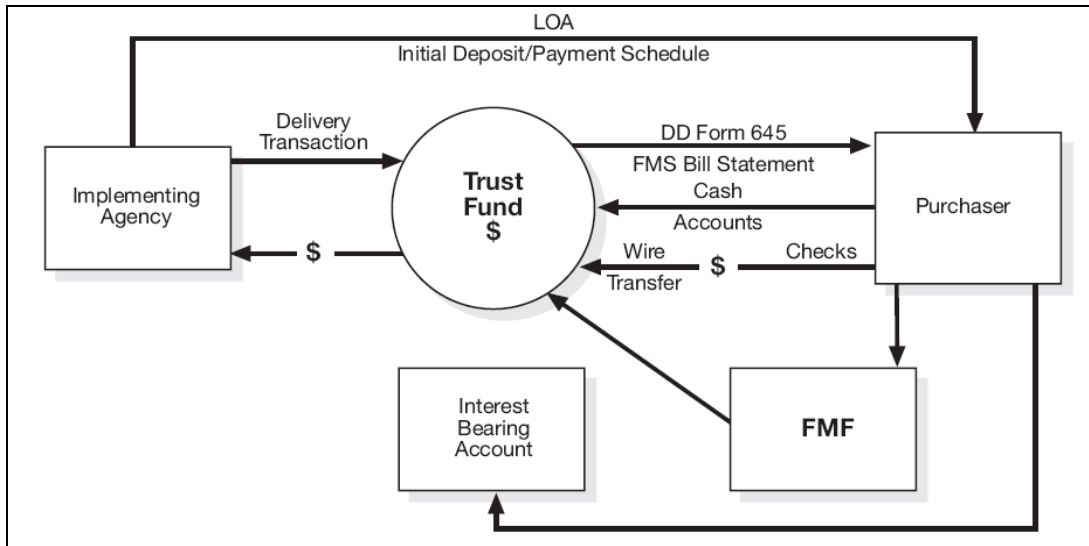 LOA
Initial Deposit/Payment Schedule
Delivery
Transaction
DD Form 645
FMS Bill Statement
Implementing
Agency
Trust
Fund
$
Cash
Accounts
Purchaser
$
Wire
$
Checks
Transfer
Interest
Bearing
Account
FMF